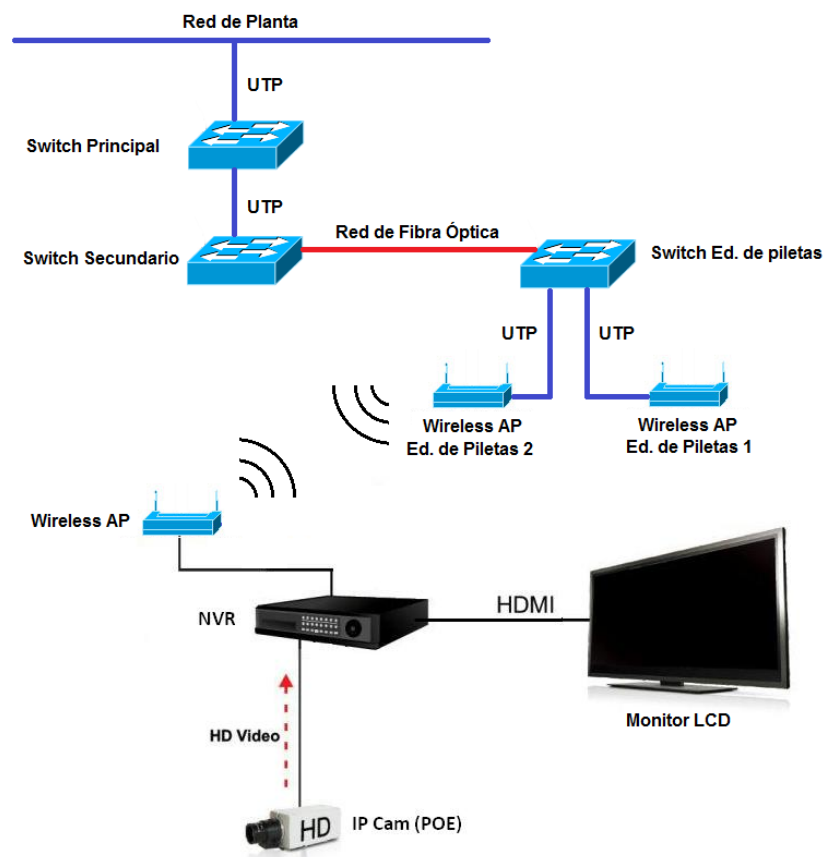 Red de Planta
UTP
Switch Principal
UTP
Red de Fibra Óptica
Switch Secundario
Switch Ed. de piletas
UTP
UTP
Wireless AP
Ed. de Piletas 2
Wireless AP
Ed. de Piletas 1
Wireless AP
NVR
HDMI
Monitor LCD
HD Video
HD
IP Cam (POE)